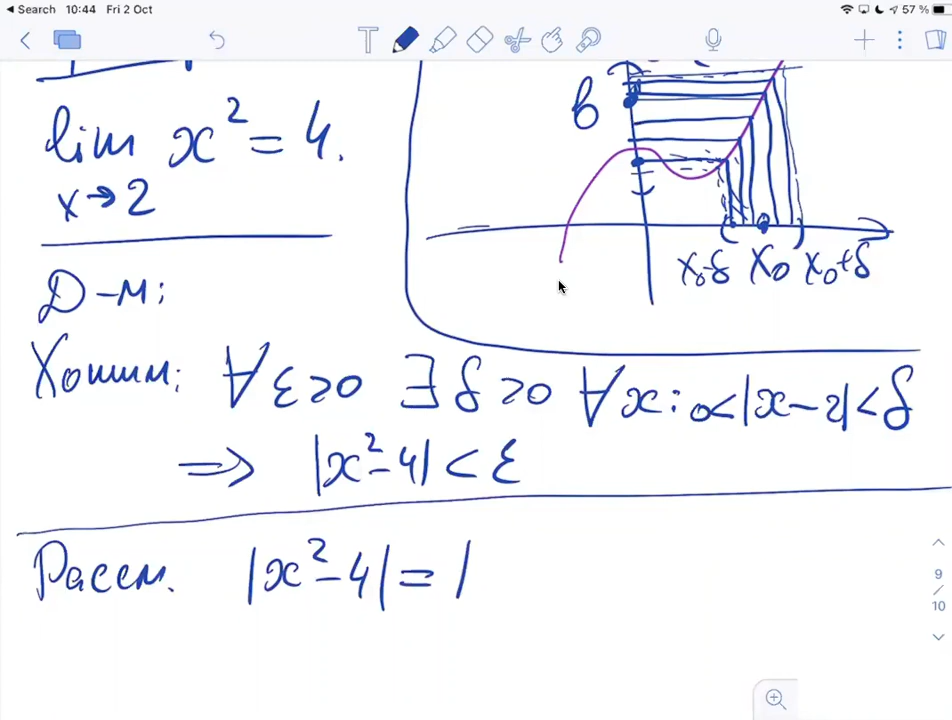 Search 10:44 Fri 2 Oct 57 %
T
lim x² = 4.
x→2
в
x₀-δ x₀ x₀+δ
Д-м:
Хотим: ∀ε>0 ∃δ>0 ∀x: 0<|x-2|<δ
⇒ |x²-4|<ε
Рассм. |x²-4| = |
9
/
10